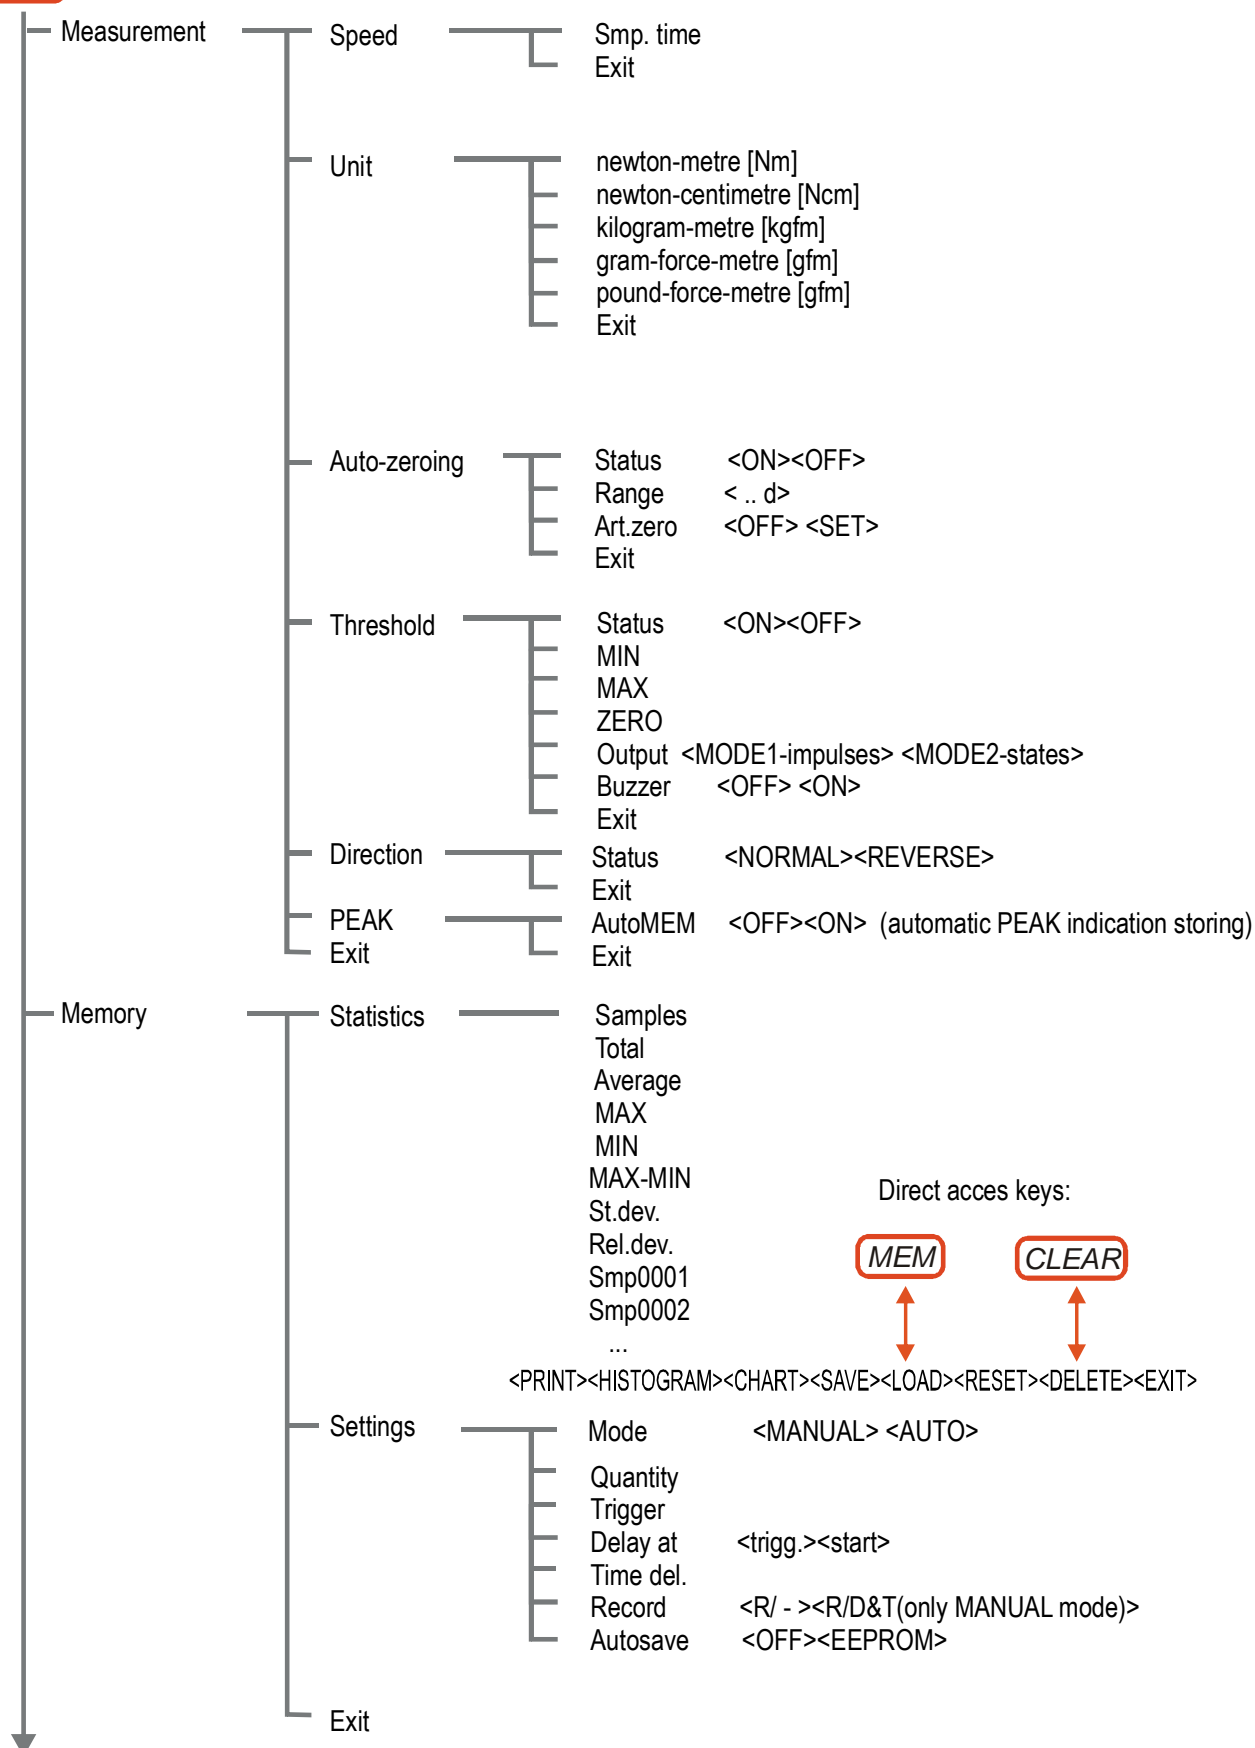 Measurement Speed Smp. time
Exit
Unit newton-metre [Nm]
newton-centimetre [Ncm]
kilogram-metre [kgfm]
gram-force-metre [gfm]
pound-force-metre [gfm]
Exit
Auto-zeroing Status <ON><OFF>
Range < .. d>
Art.zero <OFF> <SET>
Exit
Threshold Status <ON><OFF>
MIN
MAX
ZERO
Output <MODE1-impulses> <MODE2-states>
Buzzer <OFF> <ON>
Exit
Direction Status <NORMAL><REVERSE>
Exit
PEAK AutoMEM <OFF><ON> (automatic PEAK indication storing)
Exit Exit
Memory Statistics Samples
Total
Average
MAX
MIN
MAX-MIN
Direct acces keys:
St.dev.
Rel.dev.
MEM CLEAR
Smp0001
Smp0002
...
<PRINT><HISTOGRAM><CHART><SAVE><LOAD><RESET><DELETE><EXIT>
Settings Mode <MANUAL> <AUTO>
Quantity
Trigger
Delay at <trigg.><start>
Time del.
Record <R/ - ><R/D&T(only MANUAL mode)>
Autosave <OFF><EEPROM>
Exit